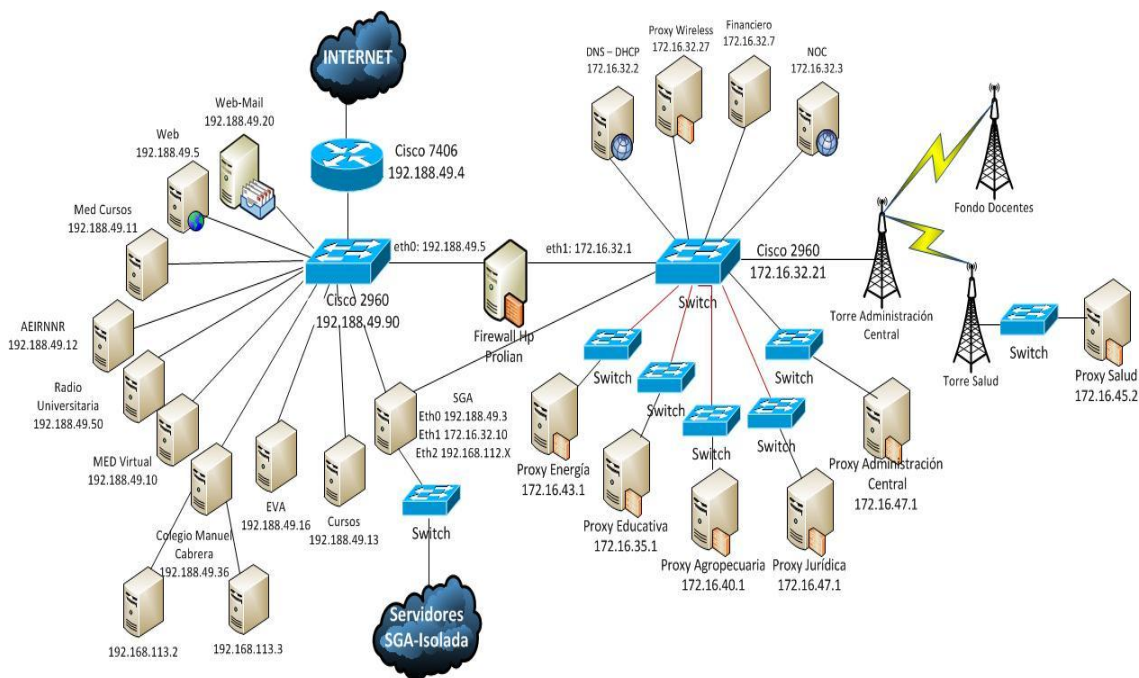 INTERNET
Cisco 7406
192.188.49.4
Web-Mail
192.188.49.20
Web
192.188.49.5
Med Cursos
192.188.49.11
AEIRNNR
192.188.49.12
Radio
Universitaria
192.188.49.50
MED Virtual
192.188.49.10
Colegio Manuel
Cabrera
192.188.49.36
192.168.113.2
192.168.113.3
EVA
192.188.49.16
Cursos
192.188.49.13
Cisco 2960
192.188.49.90
eth0: 192.188.49.5
Firewall Hp
Prolian
eth1: 172.16.32.1
SGA
Eth0 192.188.49.3
Eth1 172.16.32.10
Eth2 192.168.112.X
Switch
Servidores
SGA-Isolada
DNS – DHCP
172.16.32.2
Proxy Wireless
172.16.32.27
Financiero
172.16.32.7
NOC
172.16.32.3
Cisco 2960
172.16.32.21
Switch
Switch
Proxy Energía
172.16.43.1
Switch
Proxy Educativa
172.16.35.1
Switch
Proxy Agropecuaria
172.16.40.1
Switch
Proxy Jurídica
172.16.47.1
Switch
Proxy Administración
Central
172.16.47.1
Torre Administración
Central
Fondo Docentes
Torre Salud
Switch
Proxy Salud
172.16.45.2